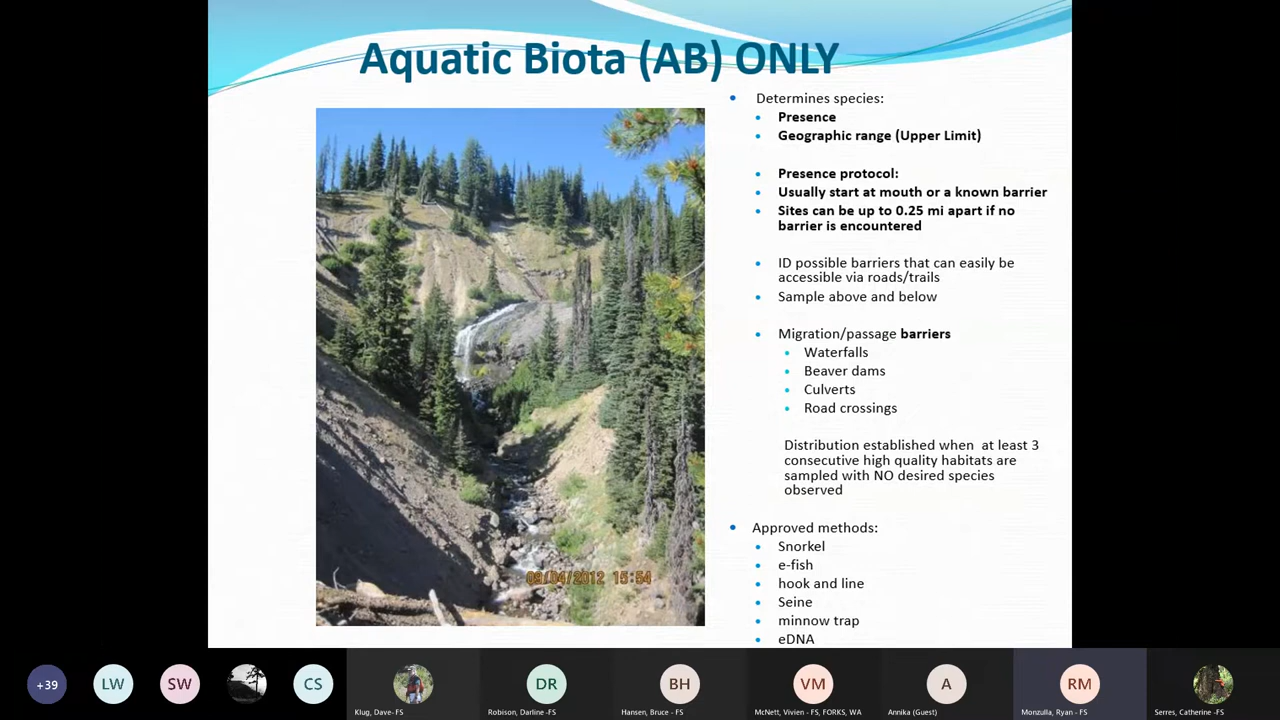 Aquatic Biota (AB) ONLY
Determines species:
Presence
Geographic range (Upper Limit)
Presence protocol:
Usually start at mouth or a known barrier
Sites can be up to 0.25 mi apart if no
barrier is encountered
ID possible barriers that can easily be
accessible via roads/trails
Sample above and below
Migration/passage barriers
Waterfalls
Beaver dams
Culverts
Road crossings
Distribution established when at least 3
consecutive high quality habitats are
sampled with NO desired species
observed
Approved methods:
Snorkel
e-fish
hook and line
Seine
minnow trap
eDNA
09/04/2012 15:54
+39
LW
SW
CS
DR
BH
VM
A
RM
Klug, Dave- FS
Robison, Darline -FS
Hansen, Bruce - FS
McNett, Vivien - FS, FORKS, WA
Annika (Guest)
Monzulla, Ryan - FS
Serres, Catherine -FS